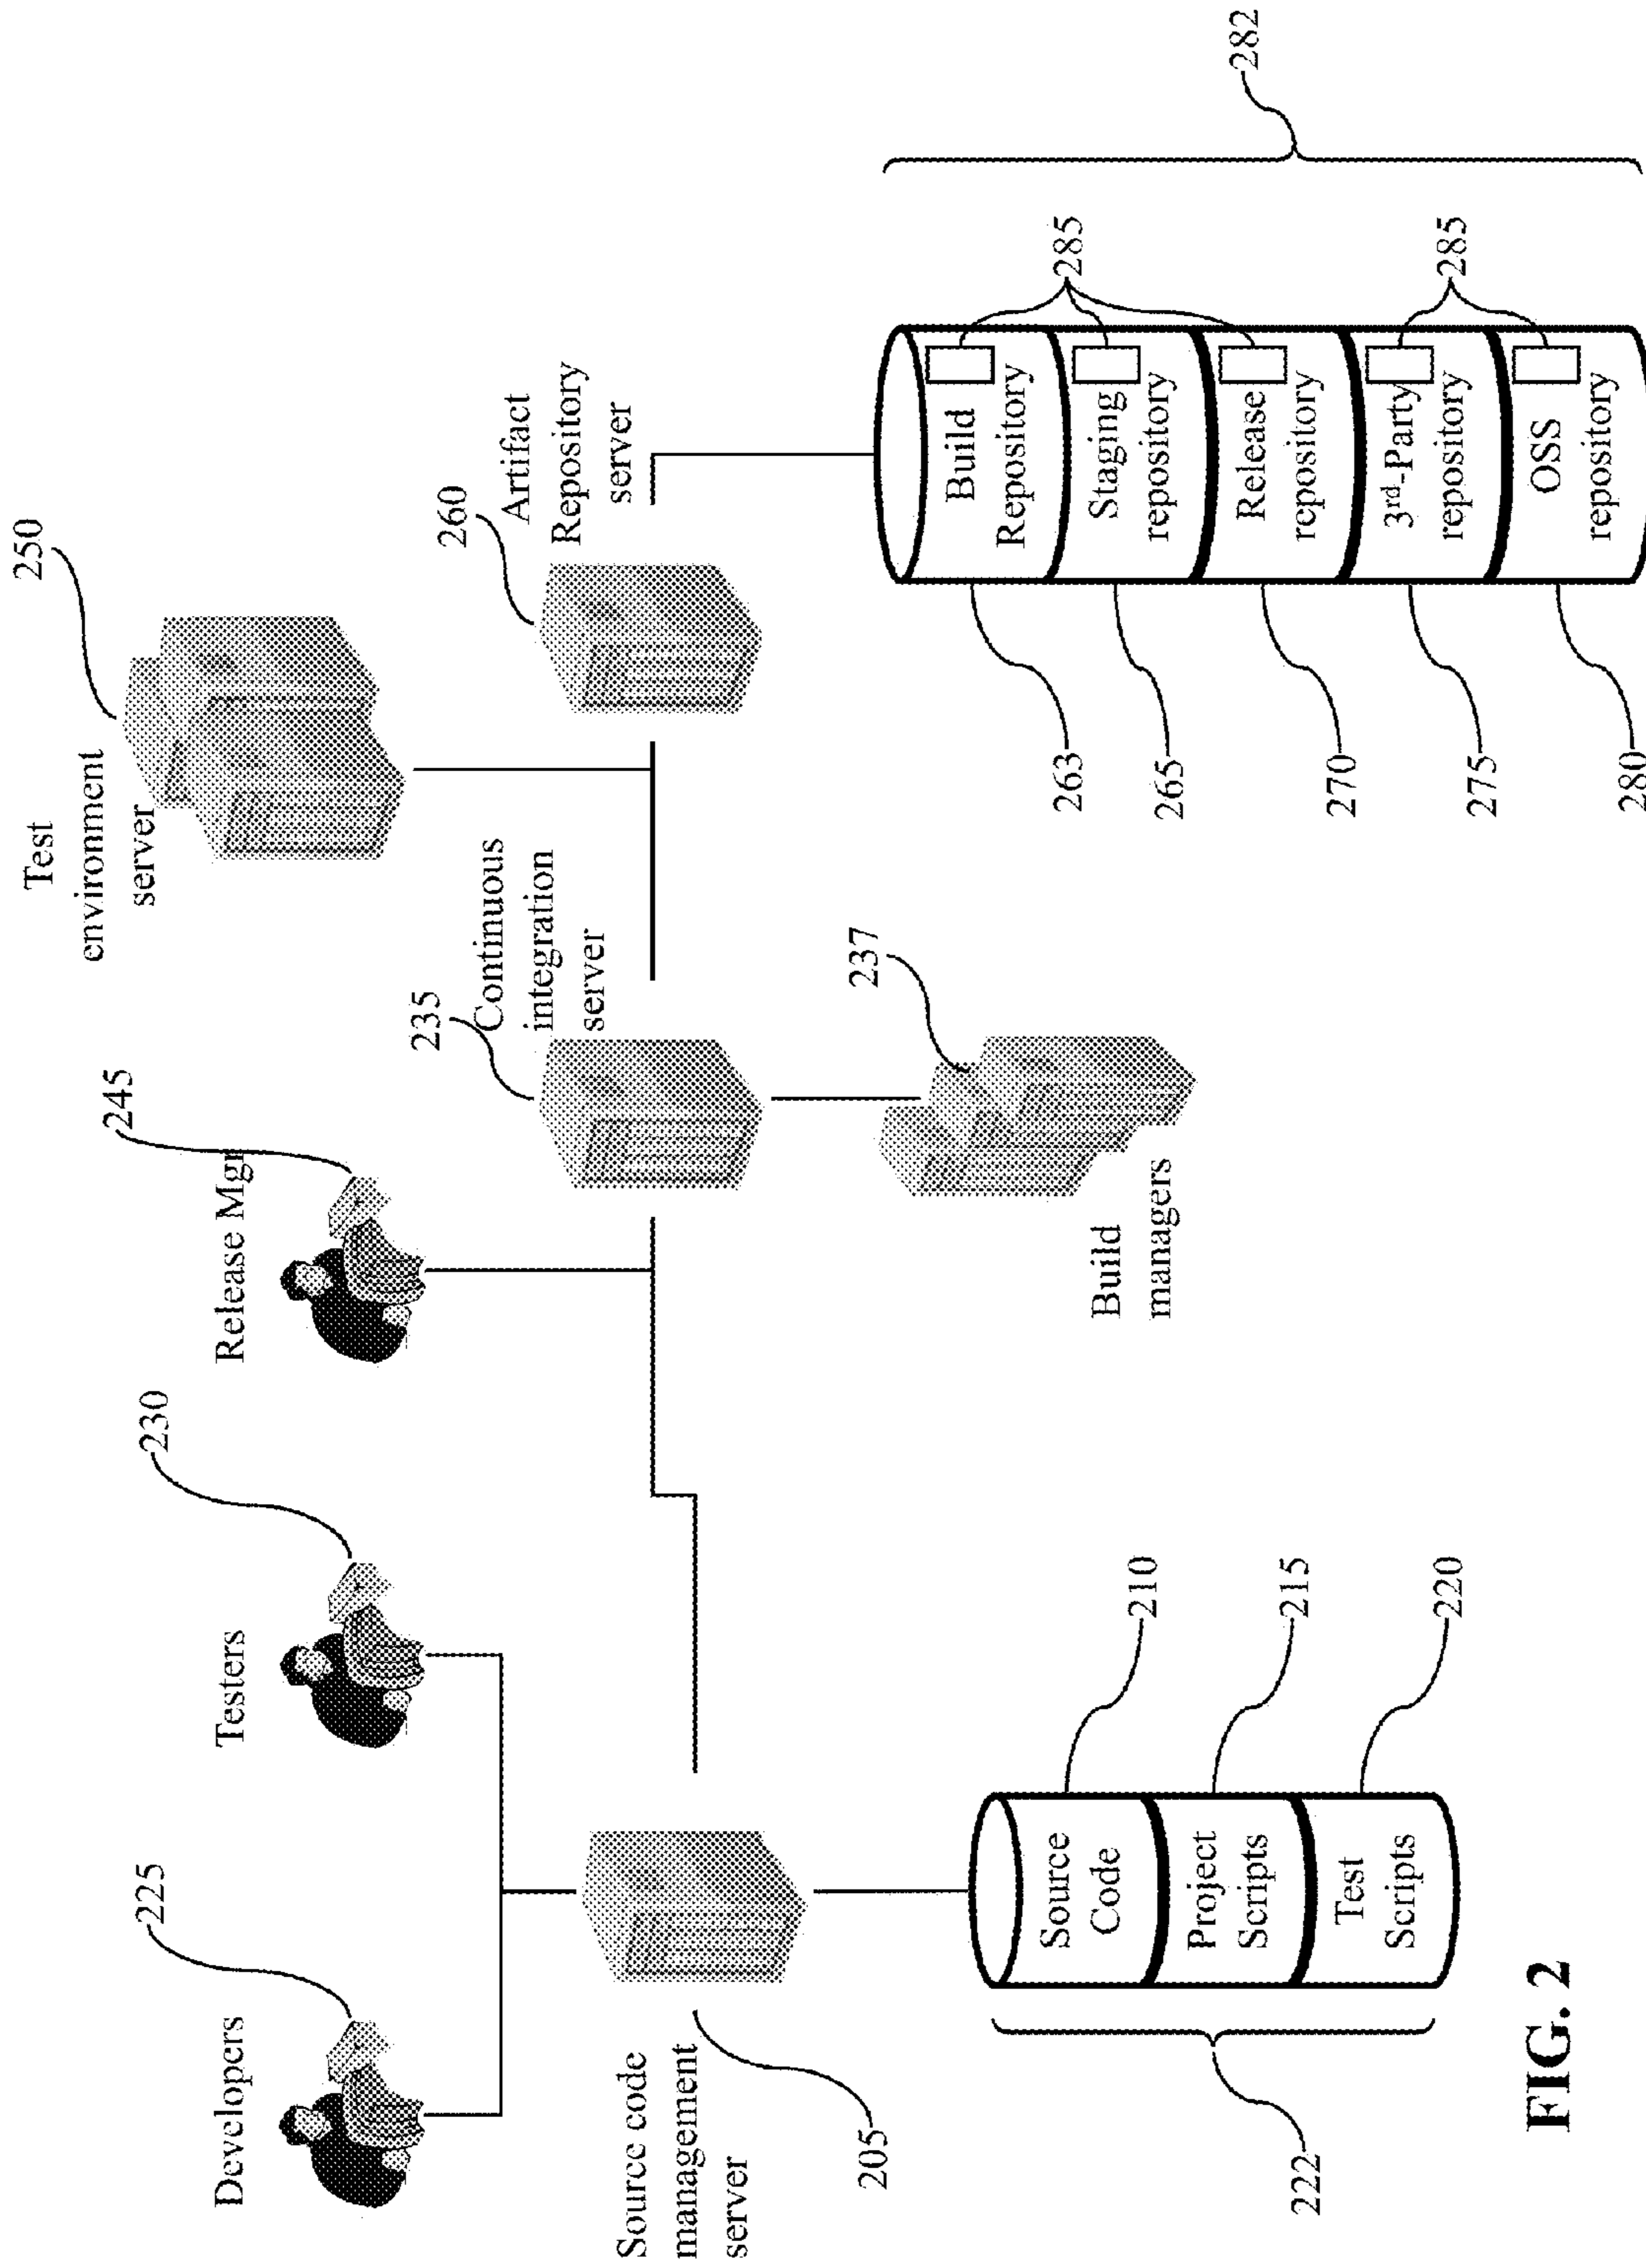 Developers
225
Testers
230
Release Mgr
245
Test
environment
server
250
Source code
management
server
205
Continuous
integration
server
235
Artifact
Repository
server
260
Build
managers
237
Source
Code
Project
Scripts
Test
Scripts
210
215
220
222
Build
Repository
Staging
repository
Release
repository
3rd-Party
repository
OSS
repository
263
265
270
275
280
285
285
282
FIG. 2